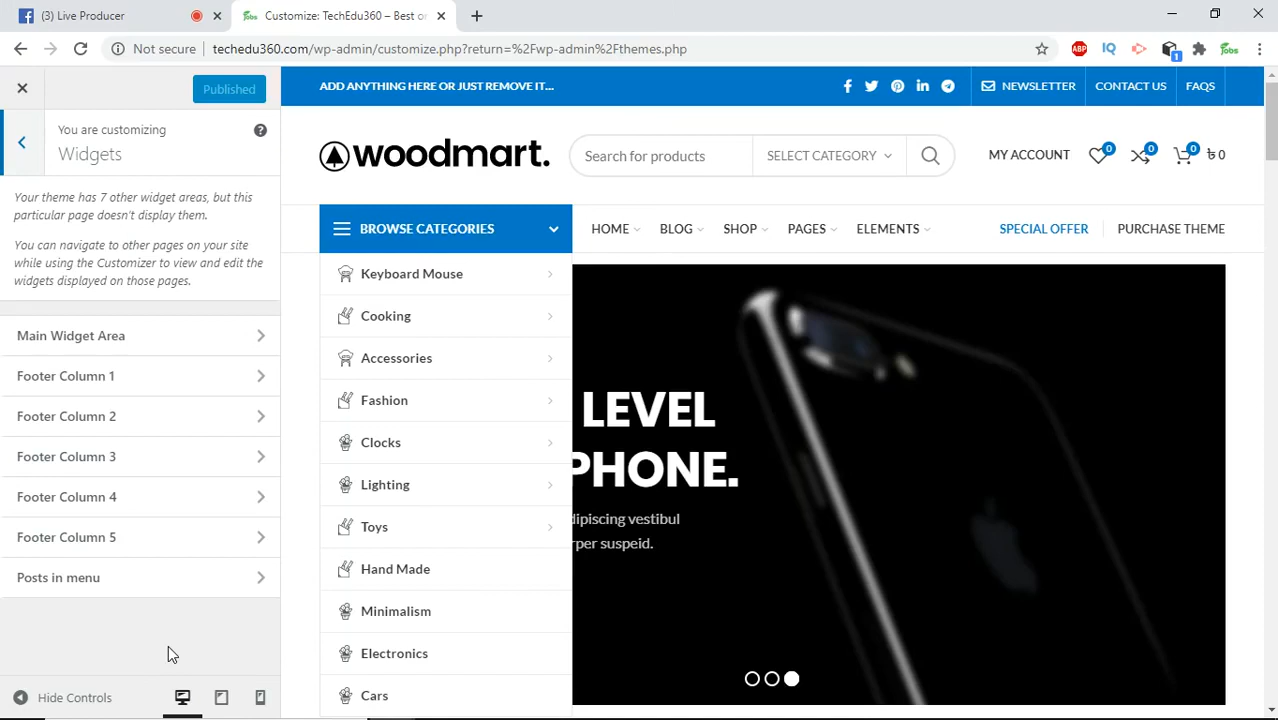 (3) Live Producer
Customize: TechEdu360 – Best or
Not secure
techedu360.com/wp-admin/customize.php?return=%2Fwp-admin%2Fthemes.php
ABP
IQ
1
Jobs
Published
You are customizing
Widgets
Your theme has 7 other widget areas, but this
particular page doesn't display them.
You can navigate to other pages on your site
while using the Customizer to view and edit the
widgets displayed on those pages.
Main Widget Area
Footer Column 1
Footer Column 2
Footer Column 3
Footer Column 4
Footer Column 5
Posts in menu
Hide Controls
ADD ANYTHING HERE OR JUST REMOVE IT…
NEWSLETTER
CONTACT US
FAQS
woodmart.
Search for products
SELECT CATEGORY
MY ACCOUNT
0
0
0
৳ 0
BROWSE CATEGORIES
HOME
BLOG
SHOP
PAGES
ELEMENTS
SPECIAL OFFER
PURCHASE THEME
Keyboard Mouse
Cooking
Accessories
Fashion
Clocks
Lighting
Toys
Hand Made
Minimalism
Electronics
Cars
LEVEL
PHONE.
dipiscing vestibul
rper suspeid.